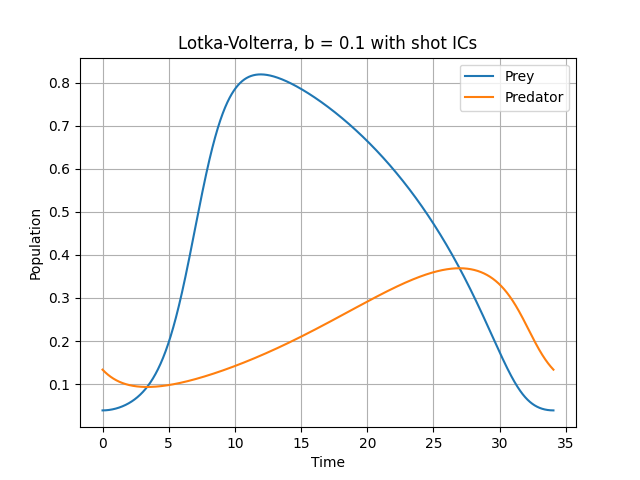 Lotka-Volterra, b = 0.1 with shot ICs
Prey
Predator
Population
0.8
0.7
0.6
0.5
0.4
0.3
0.2
0.1
0 5 10 15 20 25 30 35
Time